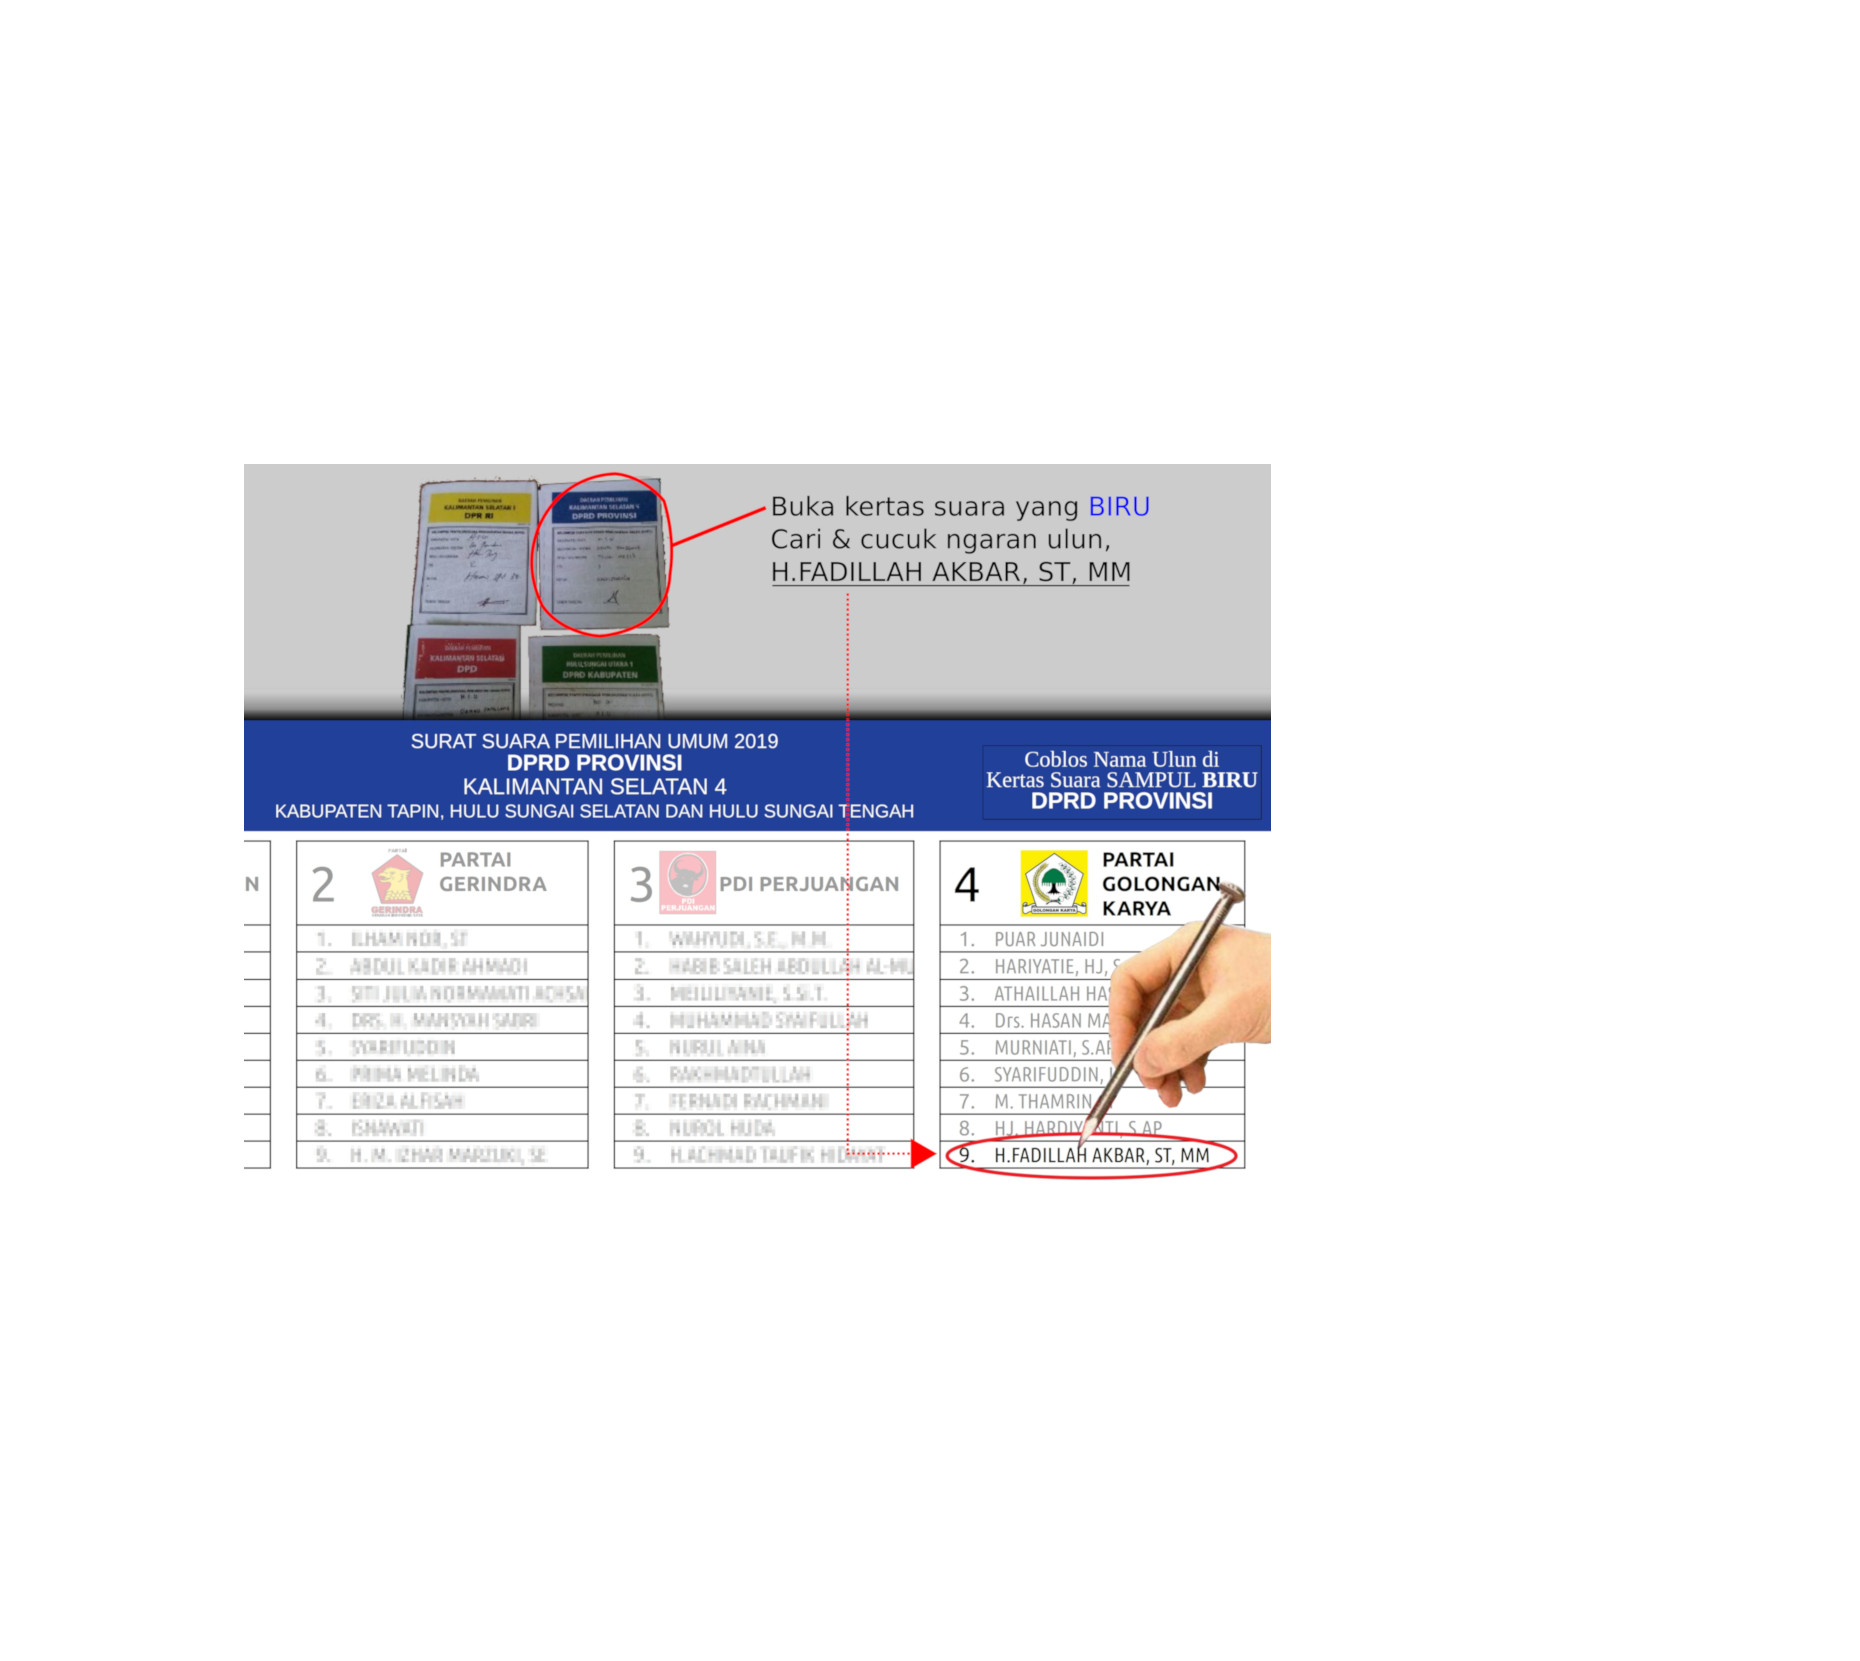 DAERAH PEMILIHAN
KALIMANTAN SELATAN 1
DPR RI
DAERAH PEMILIHAN
KALIMANTAN SELATAN 4
DPRD PROVINSI
KALIMANTAN SELATAN
DPD
DAERAH PEMILIHAN
HULU SUNGAI UTARA 1
DPRD KABUPATEN
Buka kertas suara yang BIRU
Cari & cucuk ngaran ulun,
H.FADILLAH AKBAR, ST, MM
SURAT SUARA PEMILIHAN UMUM 2019
DPRD PROVINSI
KALIMANTAN SELATAN 4
KABUPATEN TAPIN, HULU SUNGAI SELATAN DAN HULU SUNGAI TENGAH
Coblos Nama Ulun di
Kertas Suara SAMPUL BIRU
DPRD PROVINSI
N
2
GERINDRA
PARTAI
GERINDRA
1. ILHAM NOR, ST
2. ABDUL KADIR AHMADI
3. SITI JULIA NORMAWATI
4. DRS. H. MANSYAH SABRI
5. SYARIFUDDIN
6. PRIMA MELINDA
7. ERIZA ALFISAH
8. ISNAWATI
9. H. M. IZHAR MARZUKI, SE
3
PDI
PERJUANGAN
PDI PERJUANGAN
1. WAHYUDI, S.E., M.M.
2. HABIB SALEH ABDULLAH AL-MU
3.
4. MUHAMMAD SYAIFULLAH
5. NURUL AINA
6. RAKHMADTULLAH
7. FERNADI RACHMANI
8. NUROL HUDA
9. H.ACHMAD TAUFIK HIDAYAT
4
GOLONGAN KARYA
PARTAI
GOLONGAN
KARYA
1. PUAR JUNAIDI
2. HARIYATIE, HJ, S
3. ATHAILLAH HA
4. Drs. HASAN MA
5. MURNIATI, S.AP
6. SYARIFUDDIN,
7. M. THAMRIN
8. HJ. HARDIYANTI, S AP
9. H.FADILLAH AKBAR, ST, MM